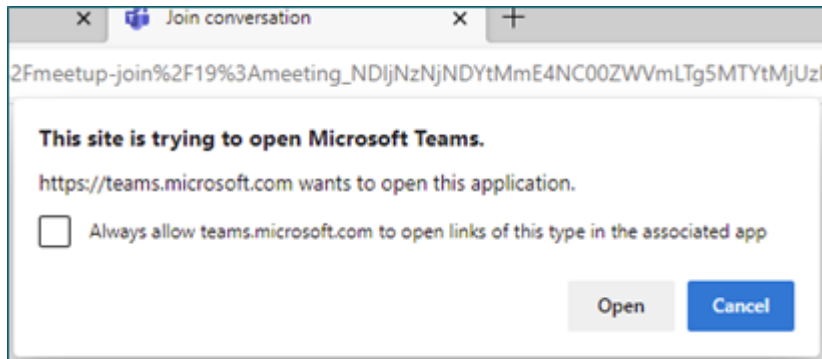 Join conversation
2Fmeetup-join%2F19%3Ameeting_NDljNzNjNDYtMmE4NC00ZWVmLTg5MTYtMjUz
This site is trying to open Microsoft Teams.
https://teams.microsoft.com wants to open this application.
Always allow teams.microsoft.com to open links of this type in the associated app
Open Cancel